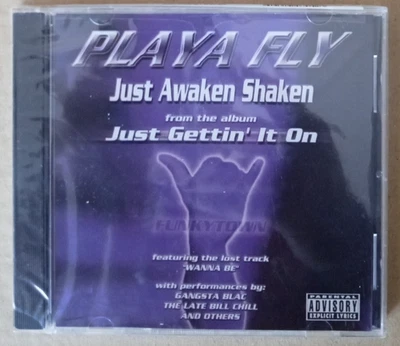 PLAYA FLY
Just Awaken Shaken
from the album
Just Gettin' It On
FUNKYTOWN
featuring the lost track
"WANNA BE"
with performances by:
GANGSTA BLAC
THE LATE BILL CHILL
AND OTHERS
PARENTAL
ADVISORY
EXPLICIT LYRICS